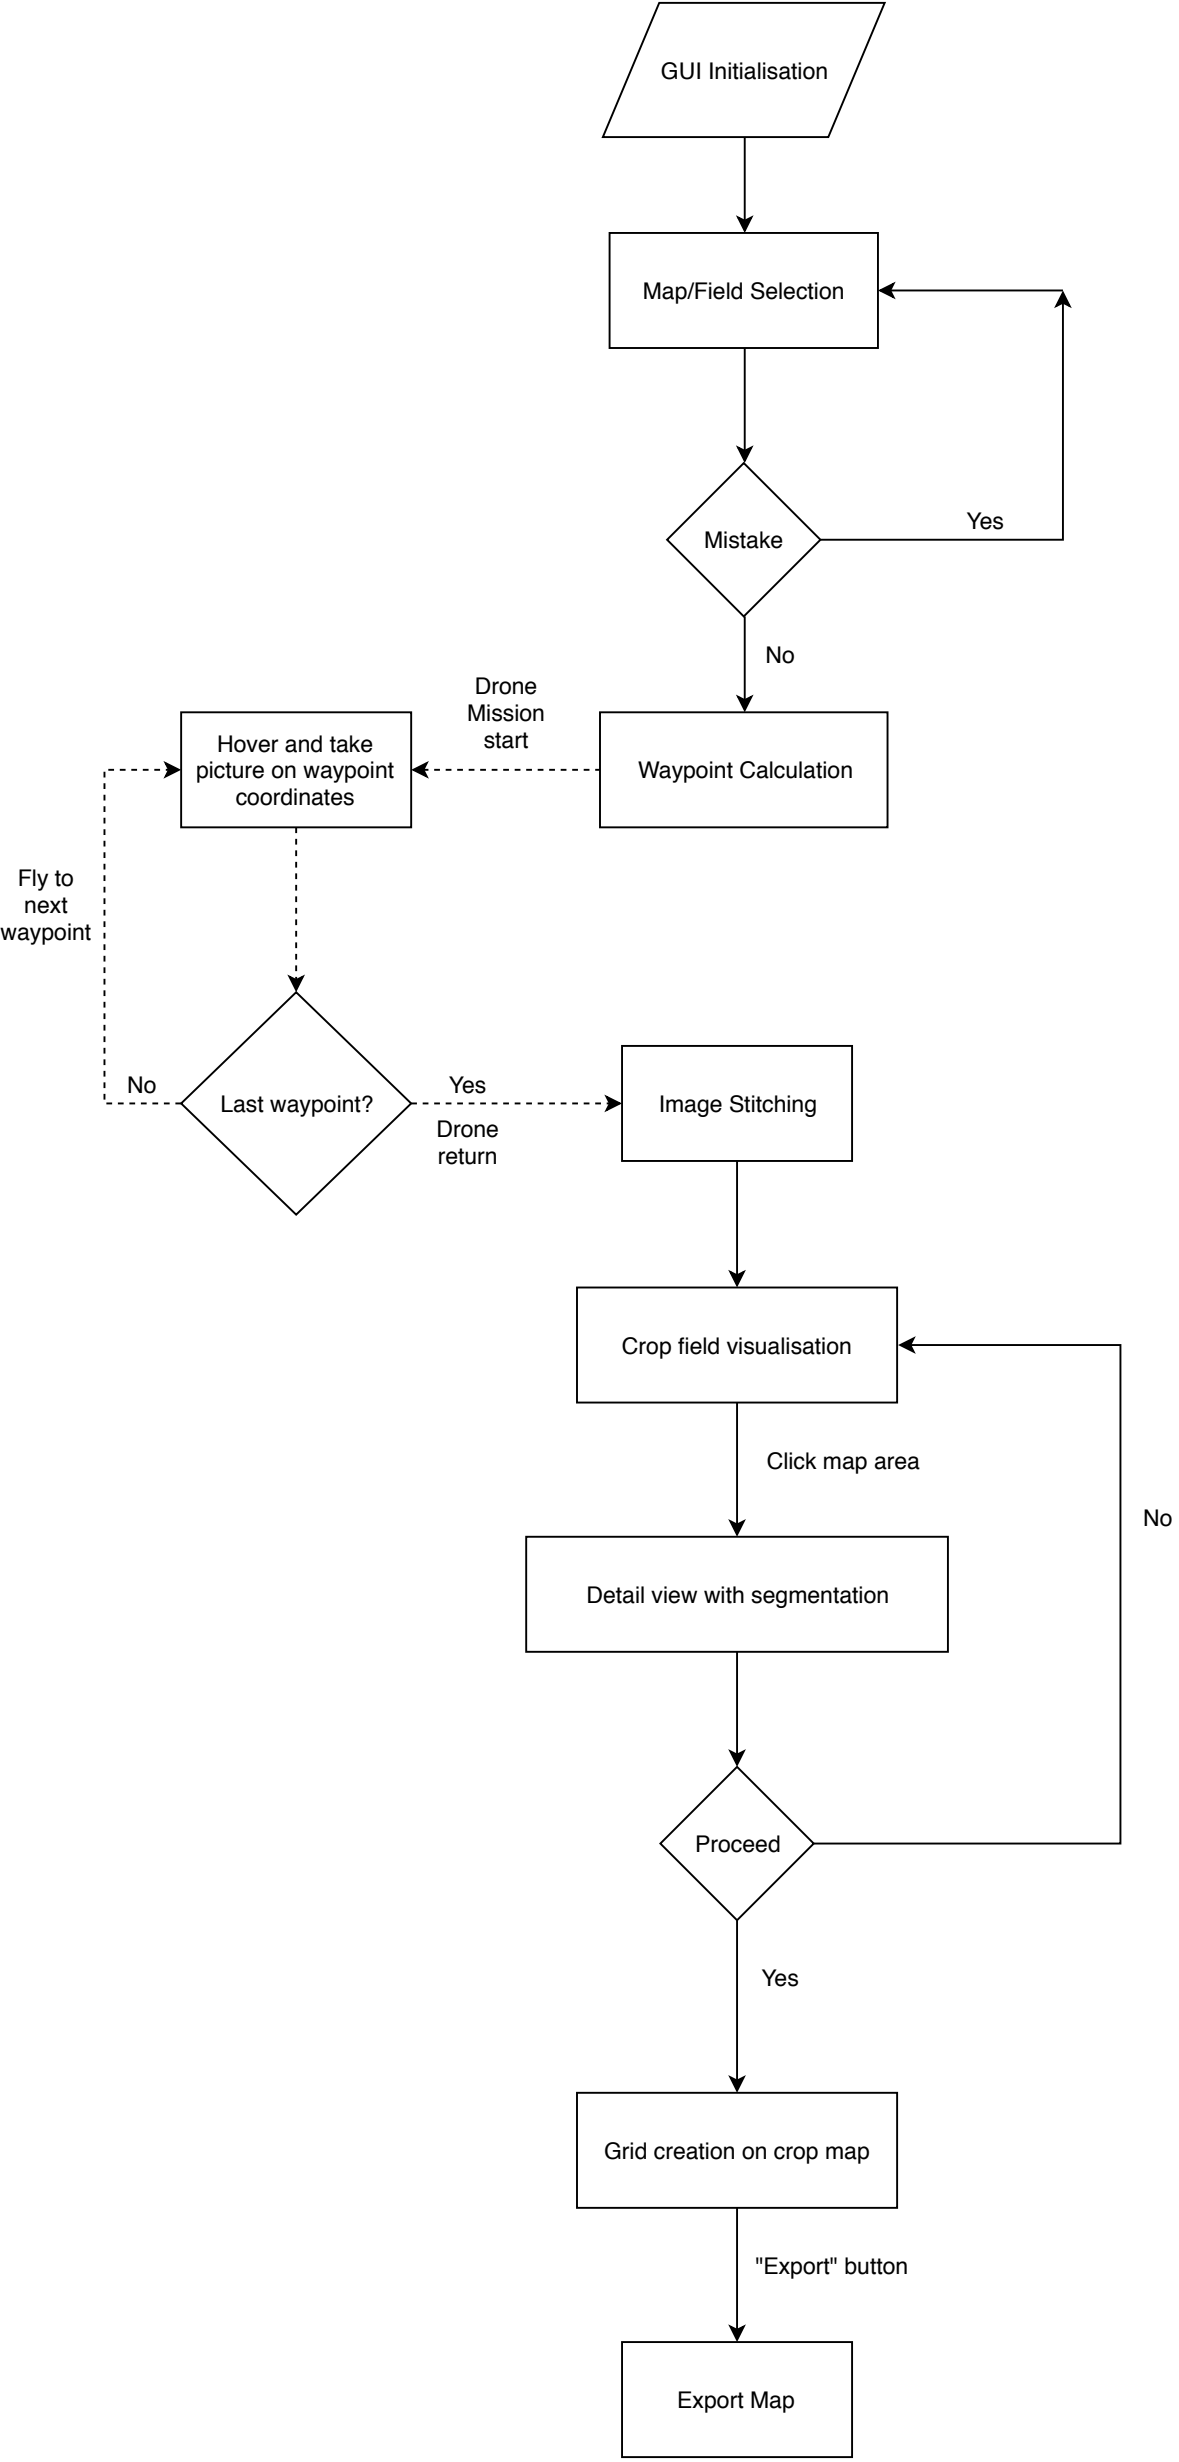 GUI Initialisation
Map/Field Selection
Mistake
Yes
No
Drone
Mission
start
Hover and take
picture on waypoint
coordinates
Waypoint Calculation
Fly to
next
waypoint
No
Last waypoint?
Yes
Drone
return
Image Stitching
Crop field visualisation
Click map area
No
Detail view with segmentation
Proceed
Yes
Grid creation on crop map
"Export" button
Export Map